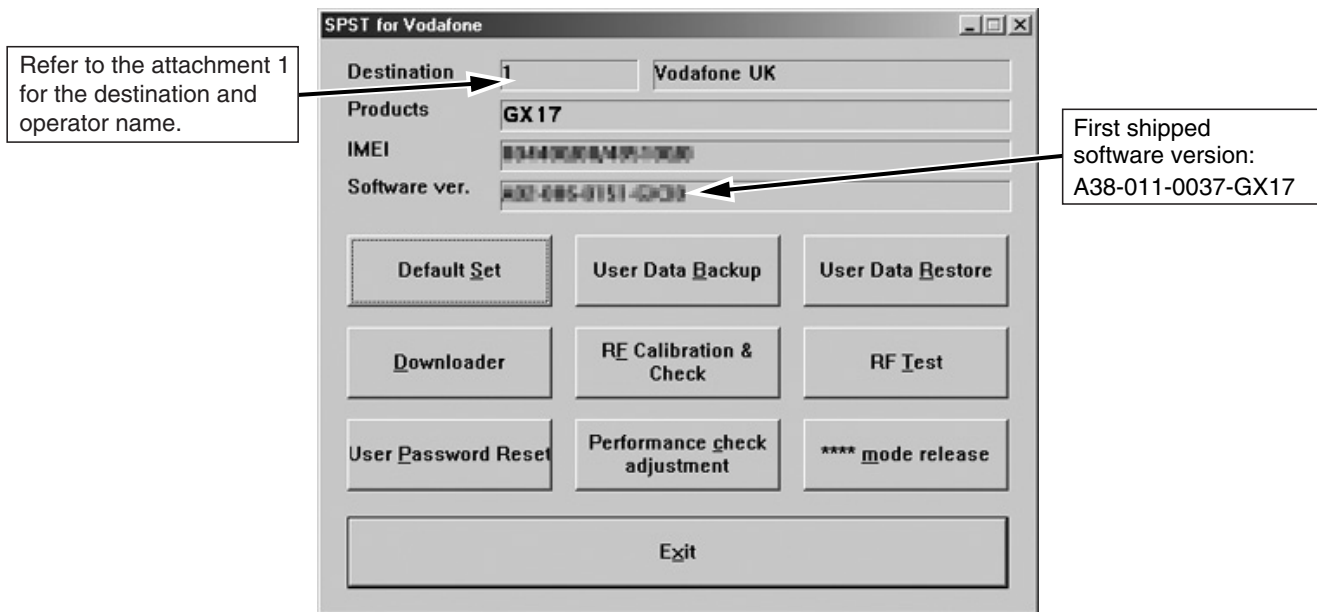 SPST for Vodafone
Refer to the attachment 1
for the destination and
operator name.
Destination
1
Vodafone UK
Products
GX17
IMEI
Software ver.
First shipped
software version:
A38-011-0037-GX17
Default Set
User Data Backup
User Data Restore
Downloader
RF Calibration &
Check
RF Test
User Password Reset
Performance check
adjustment
**** mode release
Exit